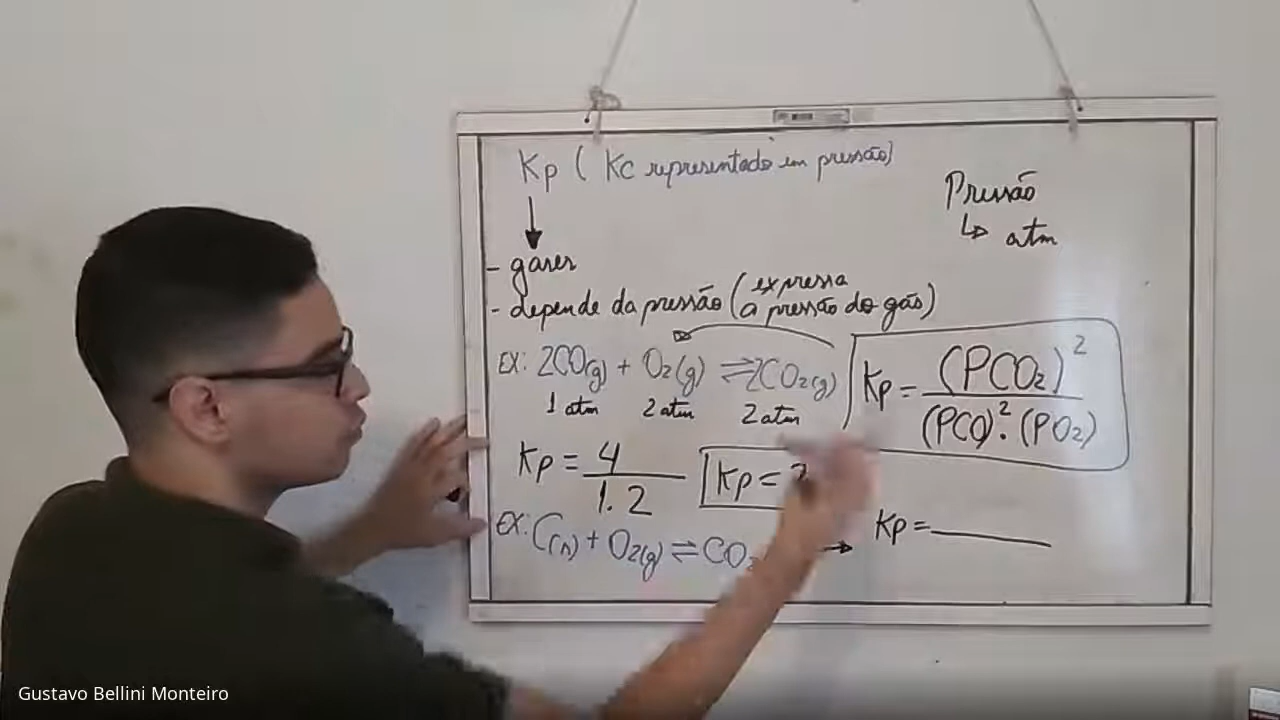 Kp ( Kc representado em pressão)
Pressão
↳ atm
- gases
- depende da pressão ( expressa
a pressão do gás)
EX: 2CO(g) + O2(g) ⇌ 2CO2(g)
1 atm 2 atm 2 atm
Kp = (PCO2)²
(PCO)² . (PO2)
Kp = 4
1. 2
Kp =
EX: C(s) + O2(g) ⇌ CO2
→ Kp =
Gustavo Bellini Monteiro